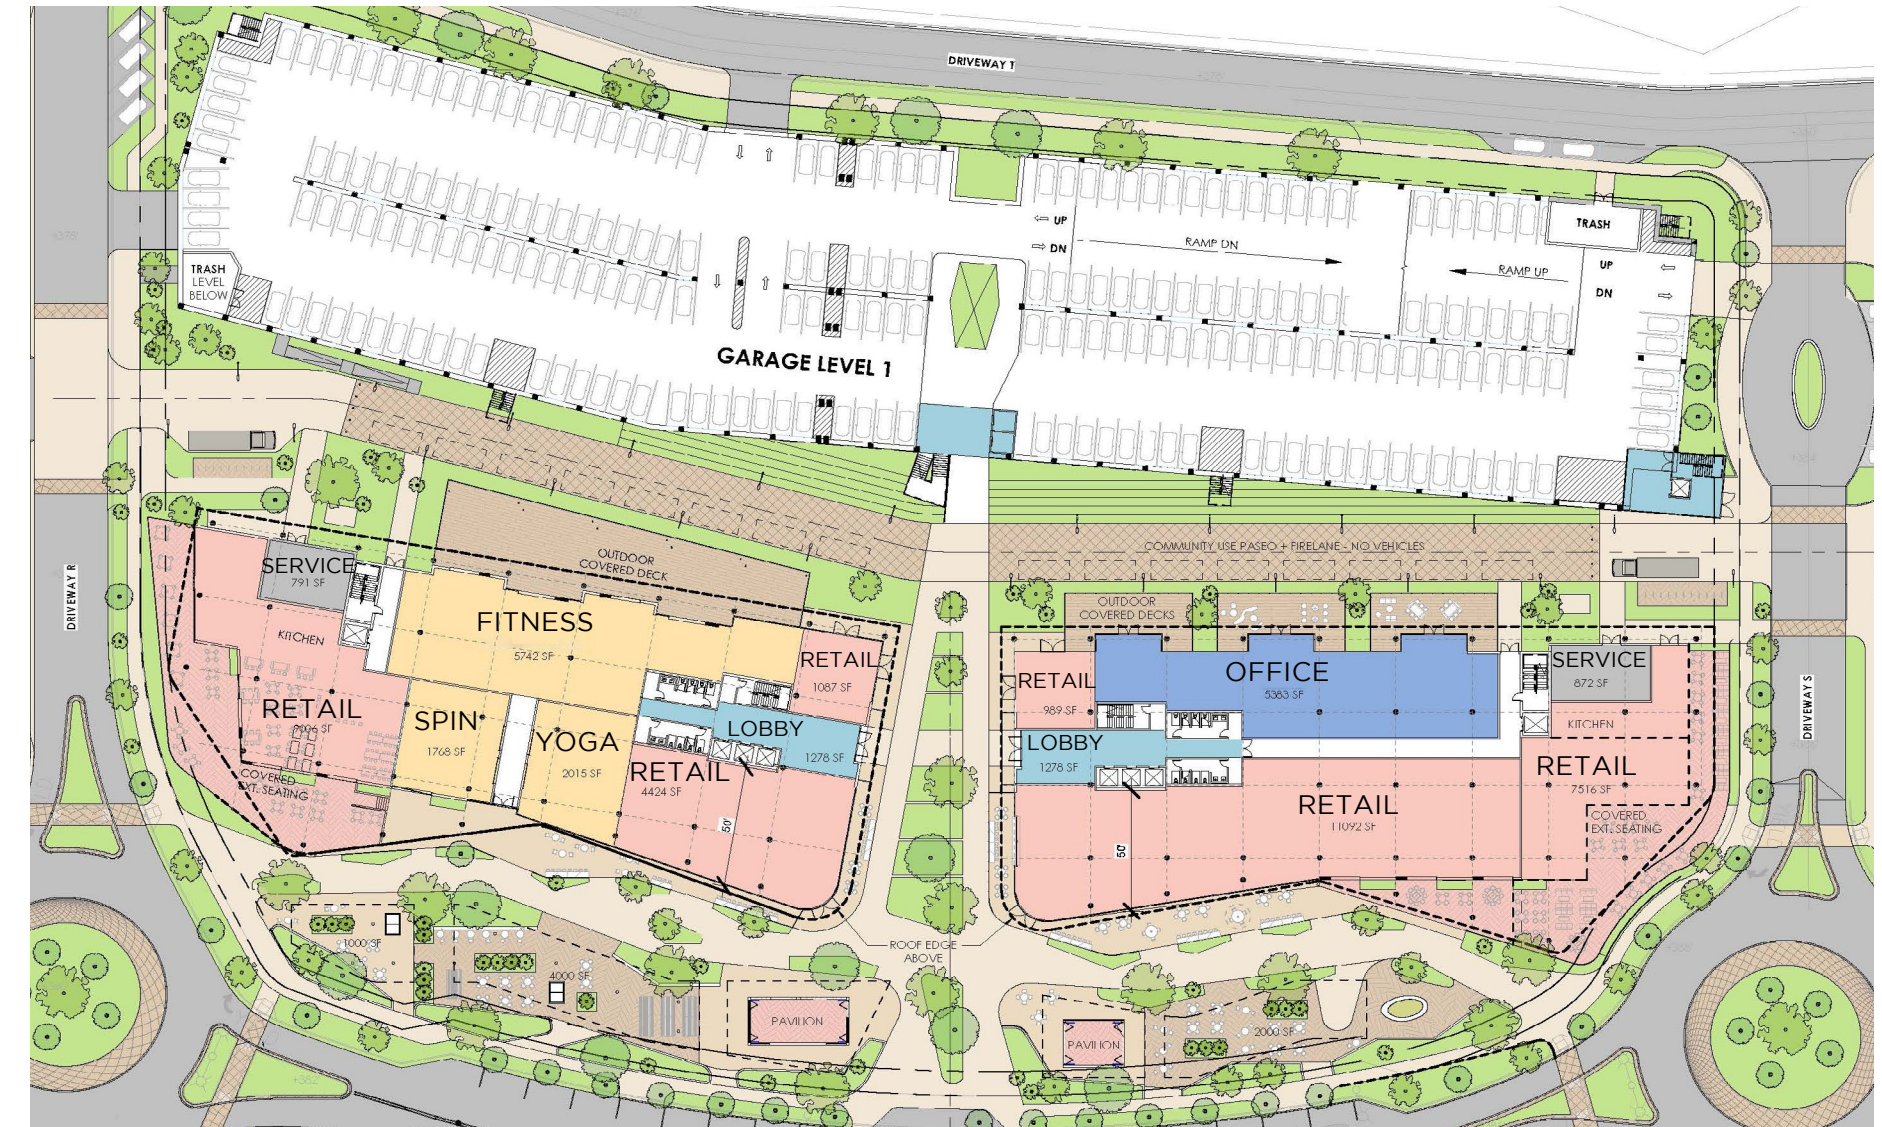 DRIVEWAY T
TRASH
UP
DN
RAMP DN
RAMP UP
UP
DN
TRASH
LEVEL
BELOW
GARAGE LEVEL 1
COMMUNITY USE PASEO + FIRELANE - NO VEHICLES
OUTDOOR
COVERED DECK
SERVICE
791 SF
DRIVEWAY R
KITCHEN
FITNESS
5742 SF
RETAIL
1087 SF
RETAIL
SPIN
1768 SF
YOGA
2015 SF
LOBBY
1278 SF
RETAIL
4424 SF
50'
COVERED
EXT. SEATING
OUTDOOR
COVERED DECKS
RETAIL
989 SF
OFFICE
5383 SF
SERVICE
872 SF
KITCHEN
LOBBY
1278 SF
RETAIL
7516 SF
RETAIL
11092 SF
50'
COVERED
EXT. SEATING
DRIVEWAY S
ROOF EDGE
ABOVE
1000 SF
4000 SF
PAVILION
PAVILION
2000 SF
+382'